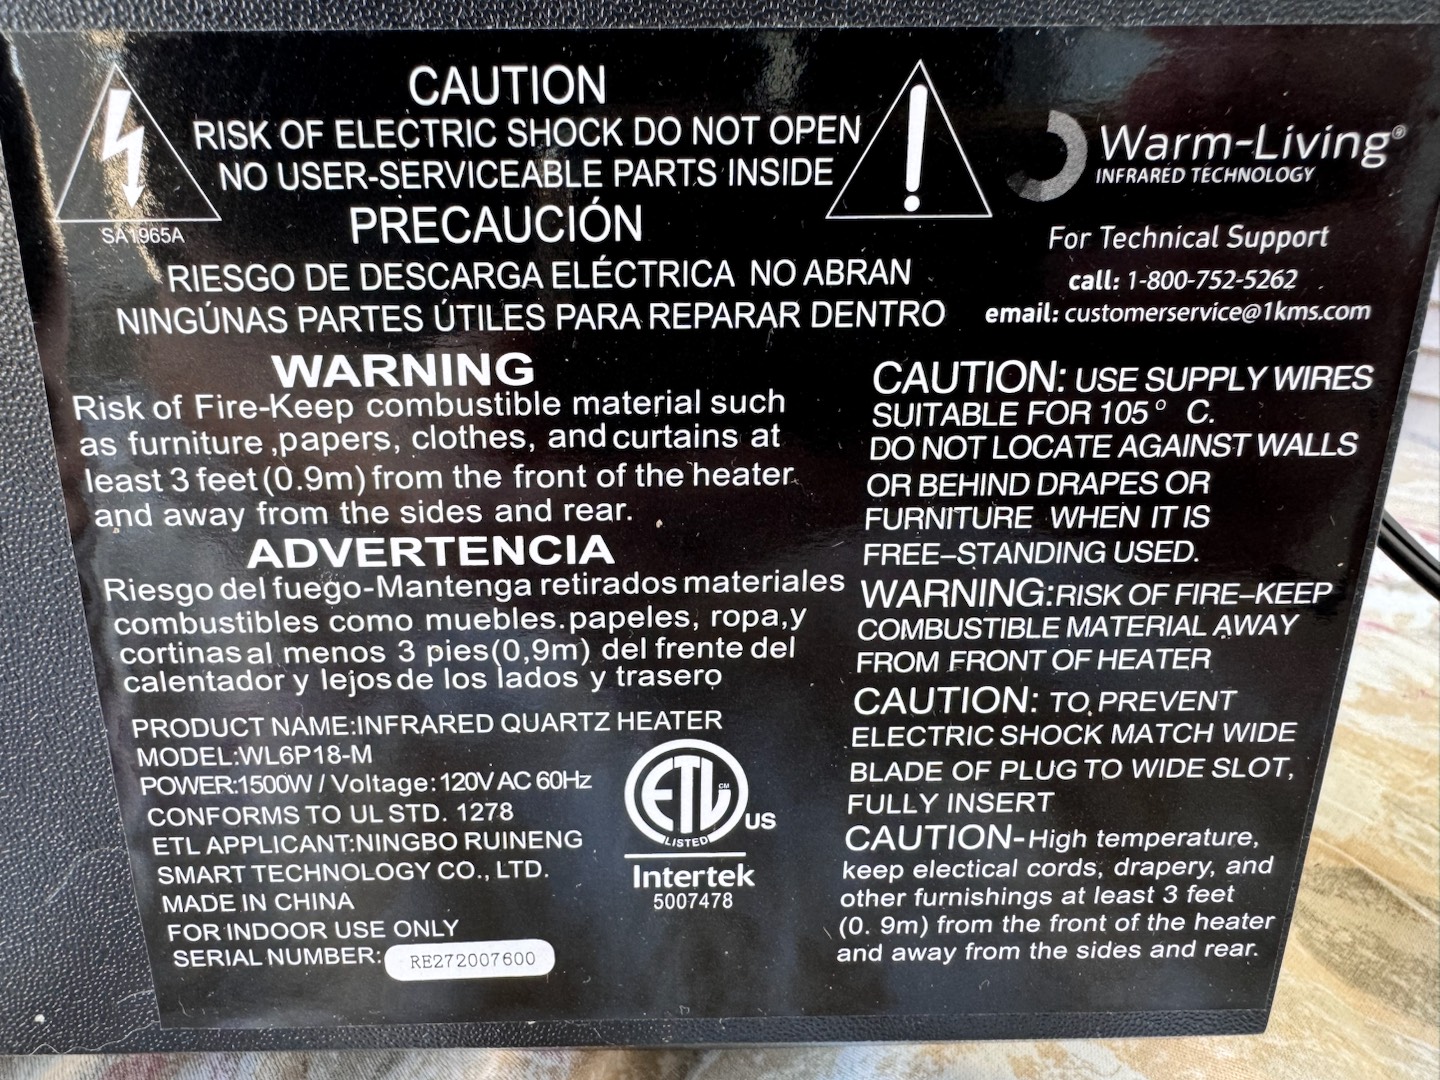 CAUTION
RISK OF ELECTRIC SHOCK DO NOT OPEN
NO USER-SERVICEABLE PARTS INSIDE
SA1965A
PRECAUCIÓN
RIESGO DE DESCARGA ELÉCTRICA NO ABRAN
NINGÚNAS PARTES ÚTILES PARA REPARAR DENTRO
Warm-Living®
INFRARED TECHNOLOGY
For Technical Support
call: 1-800-752-5262
email: customerservice@1kms.com
WARNING
Risk of Fire-Keep combustible material such
as furniture ,papers, clothes, and curtains at
least 3 feet (0.9m) from the front of the heater
and away from the sides and rear.
ADVERTENCIA
Riesgo del fuego-Mantenga retirados materiales
combustibles como muebles.papeles, ropa,y
cortinas al menos 3 pies(0,9m) del frente del
calentador y lejos de los lados y trasero
PRODUCT NAME:INFRARED QUARTZ HEATER
MODEL:WL6P18-M
POWER:1500W / Voltage: 120V AC 60Hz
CONFORMS TO UL STD. 1278
ETL APPLICANT:NINGBO RUINENG
SMART TECHNOLOGY CO., LTD.
MADE IN CHINA
FOR INDOOR USE ONLY
SERIAL NUMBER: RE272007600
ETL CM
LISTED
US
Intertek
5007478
CAUTION: USE SUPPLY WIRES
SUITABLE FOR 105° C.
DO NOT LOCATE AGAINST WALLS
OR BEHIND DRAPES OR
FURNITURE WHEN IT IS
FREE-STANDING USED.
WARNING:RISK OF FIRE-KEEP
COMBUSTIBLE MATERIAL AWAY
FROM FRONT OF HEATER
CAUTION: TO PREVENT
ELECTRIC SHOCK MATCH WIDE
BLADE OF PLUG TO WIDE SLOT,
FULLY INSERT
CAUTION-High temperature,
keep electical cords, drapery, and
other furnishings at least 3 feet
(0. 9m) from the front of the heater
and away from the sides and rear.